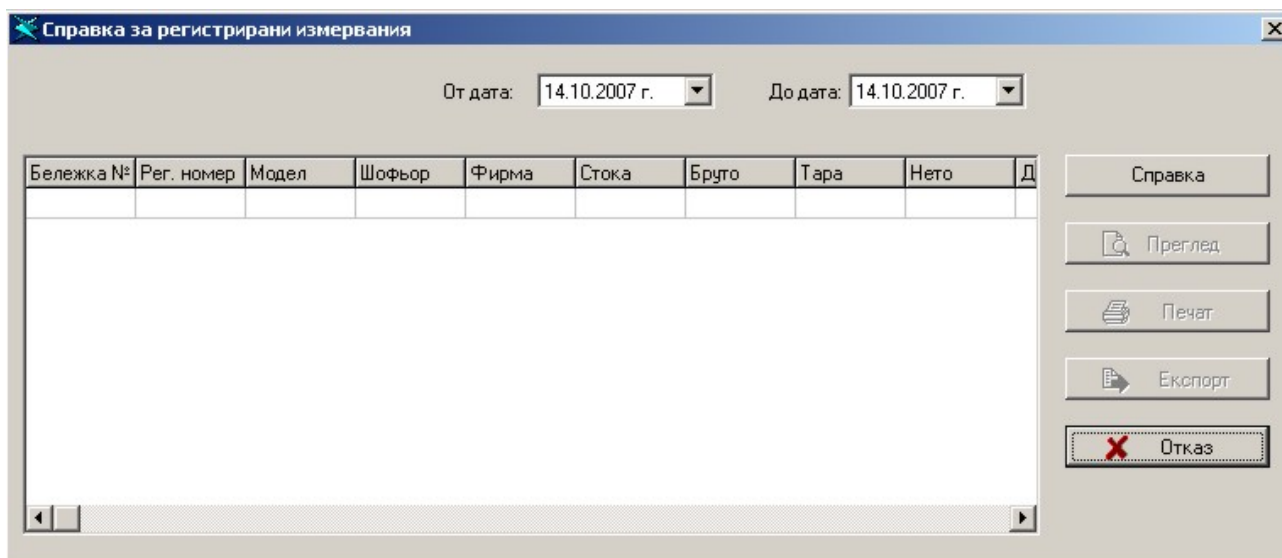 Справка за регистрирани измервания
От дата: 14.10.2007 г. До дата: 14.10.2007 г.
Бележка № Рег. номер Модел Шофьор Фирма Стока Бруто Тара Нето Д
Справка
Преглед
Печат
Експорт
Отказ